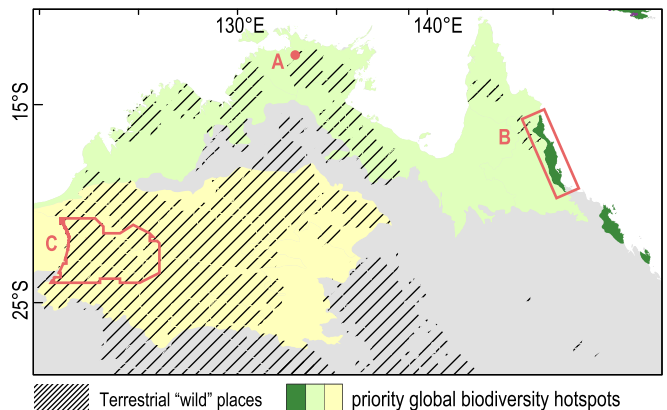 130°E 140°E
A
15°S
B
C
25°S
Terrestrial “wild” places priority global biodiversity hotspots